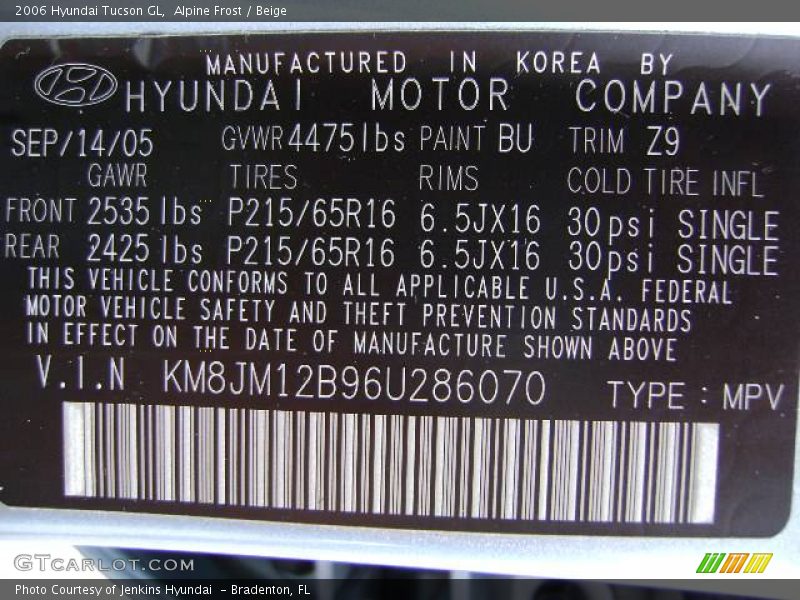 2006 Hyundai Tucson GL,  Alpine Frost / Beige
MANUFACTURED IN KOREA BY
HYUNDAI MOTOR COMPANY
SEP/14/05 GVWR 4475lbs PAINT BU TRIM Z9
GAWR TIRES RIMS COLD TIRE INFL
FRONT 2535 lbs P215/65R16 6.5JX16 30psi SINGLE
REAR 2425 lbs P215/65R16 6.5JX16 30psi SINGLE
THIS VEHICLE CONFORMS TO ALL APPLICABLE U.S.A. FEDERAL
MOTOR VEHICLE SAFETY AND THEFT PREVENTION STANDARDS
IN EFFECT ON THE DATE OF MANUFACTURE SHOWN ABOVE
V.I.N KM8JM12B96U286070 TYPE : MPV
GTCARLOT.COM
Photo Courtesy of Jenkins Hyundai  - Bradenton, FL